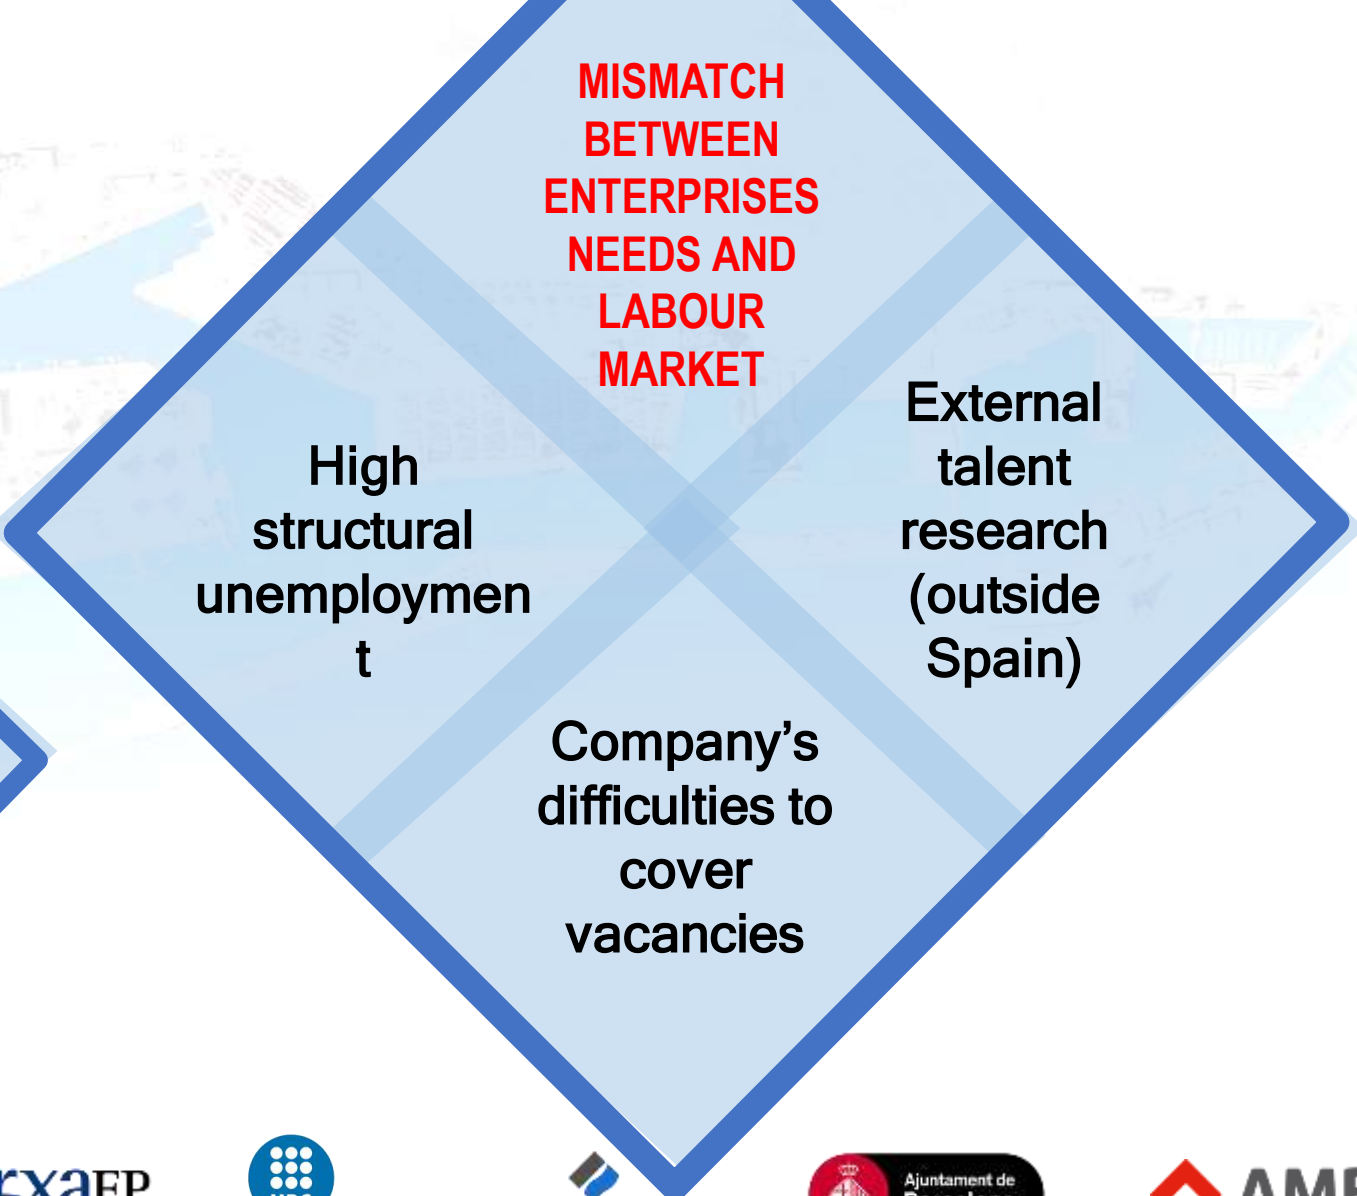 MISMATCH
BETWEEN
ENTERPRISES
NEEDS AND
LABOUR
MARKET
High
structural
unemploymen
t
External
talent
research
(outside
Spain)
Company’s
difficulties to
cover
vacancies
Ajuntament de